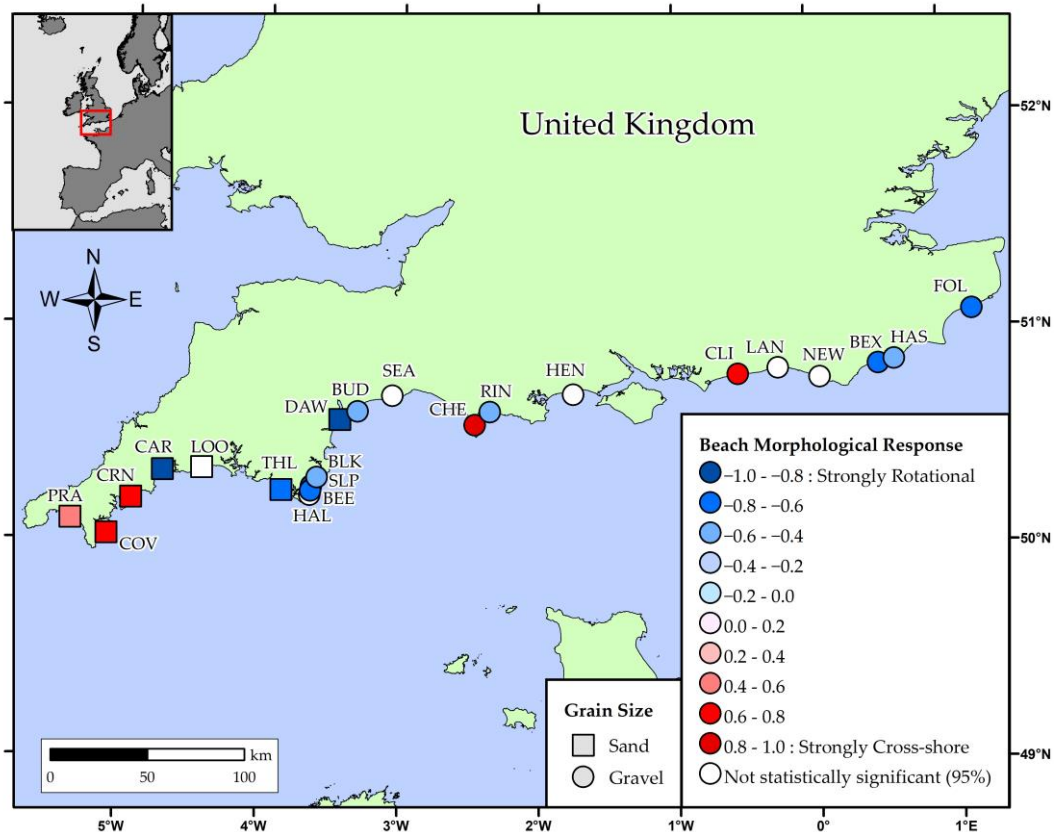 United Kingdom
52°N
N
W E
S
FOL
51°N
BEX HAS
CLI LAN NEW
HEN
SEA
BUD
RIN
DAW
CHE
CAR LOO
THL BLK
SLP
BEE
HAL
CRN
PRA
COV
50°N
49°N
Beach Morphological Response
−1.0 - −0.8 : Strongly Rotational
−0.8 - −0.6
−0.6 - −0.4
−0.4 - −0.2
−0.2 - 0.0
0.0 - 0.2
0.2 - 0.4
0.4 - 0.6
0.6 - 0.8
0.8 - 1.0 : Strongly Cross-shore
Not statistically significant (95%)
Grain Size
Sand
Gravel
km
0 50 100
5°W 4°W 3°W 2°W 1°W 0° 1°E